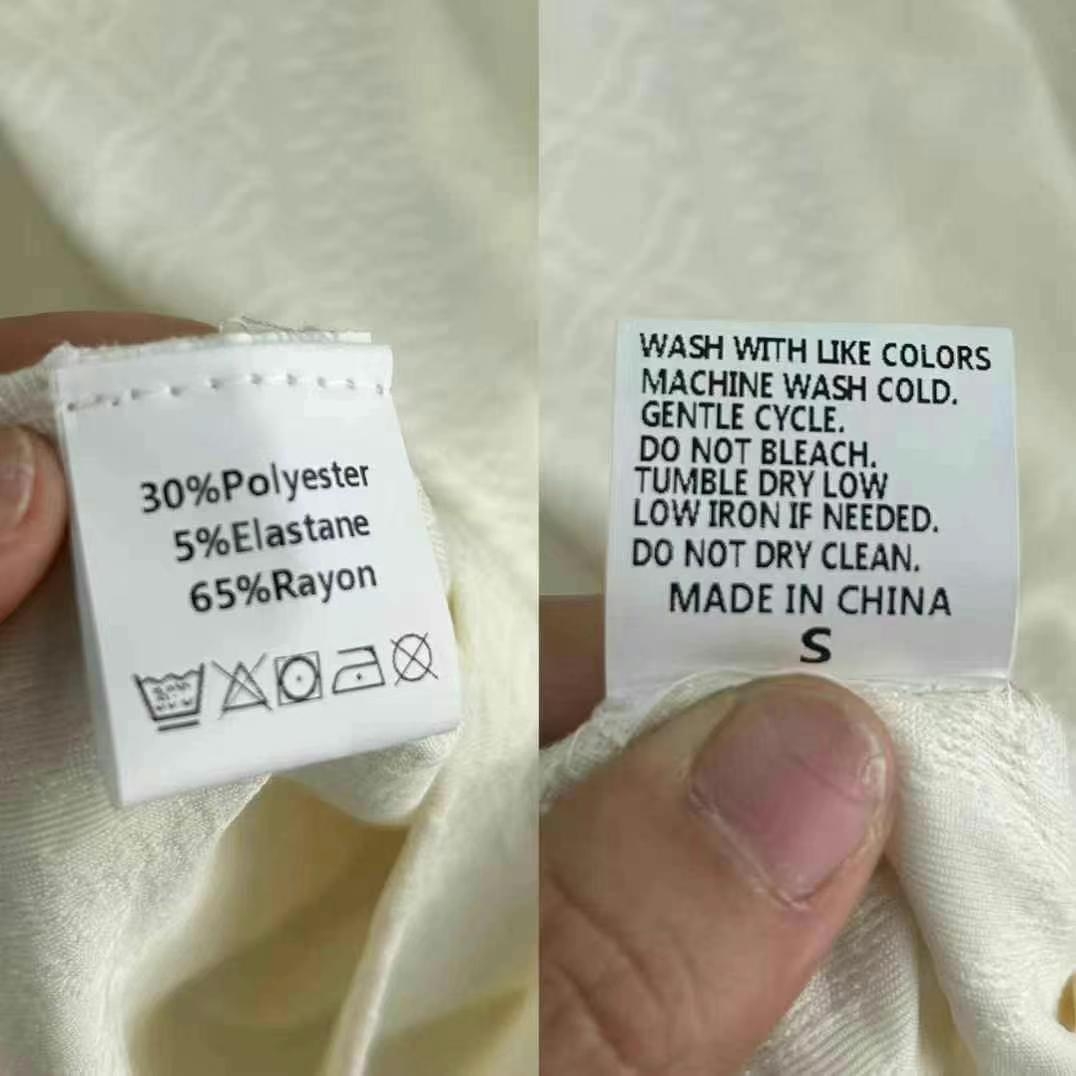 30%Polyester
5%Elastane
65%Rayon
WASH WITH LIKE COLORS
MACHINE WASH COLD.
GENTLE CYCLE.
DO NOT BLEACH.
TUMBLE DRY LOW
LOW IRON IF NEEDED.
DO NOT DRY CLEAN.
MADE IN CHINA
S